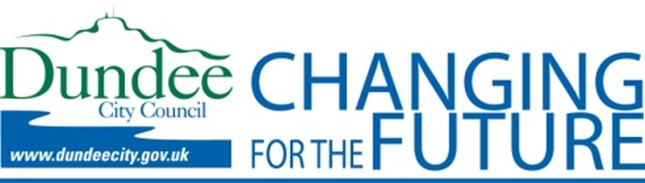 Dundee
City Council
www.dundeecity.gov.uk
CHANGING
FOR THE FUTURE